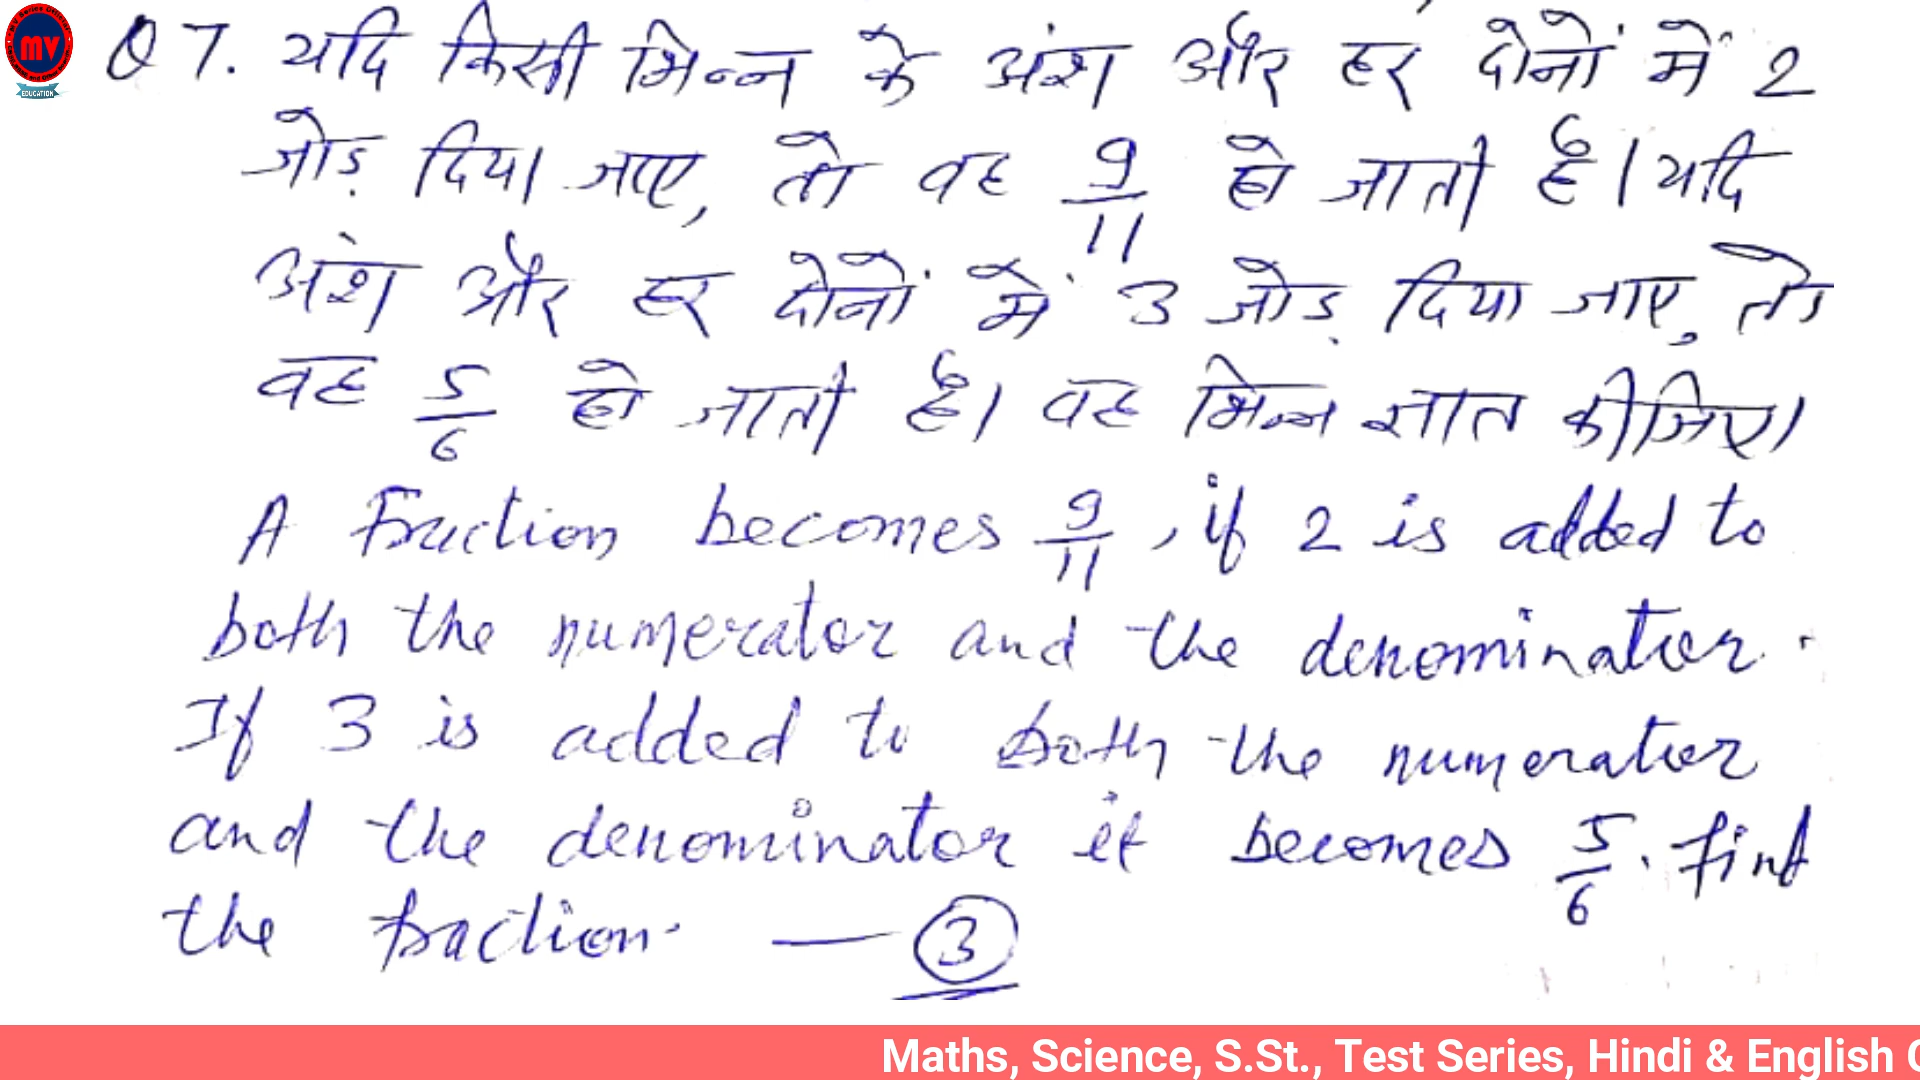 Q 7. यदि किसी भिन्न के अंश और हर दोनों में 2
जोड़ दिया जाए, तो वह 9/11 हो जाती है। यदि
अंश और हर दोनों में 3 जोड़ दिया जाए, तो
वह 5/6 हो जाती है। वह भिन्न ज्ञात कीजिए।
A Fraction becomes 9/11, if 2 is added to
both the numerator and the denominator.
If 3 is added to both the numerator
and the denominator it becomes 5/6. find
the fraction. — 3
MV
EDUCATION
Maths, Science, S.St., Test Series, Hindi & English